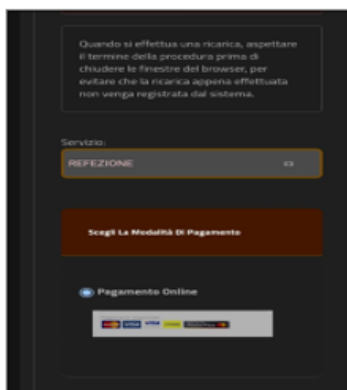 Quando si effettua una ricarica, aspettare
il termine della procedura prima di
chiudere le finestre del browser, per
evitare che la ricarica appena effettuata
non venga registrata dal sistema.
Servizio:
REFEZIONE
Scegli La Modalità Di Pagamento
Pagamento Online